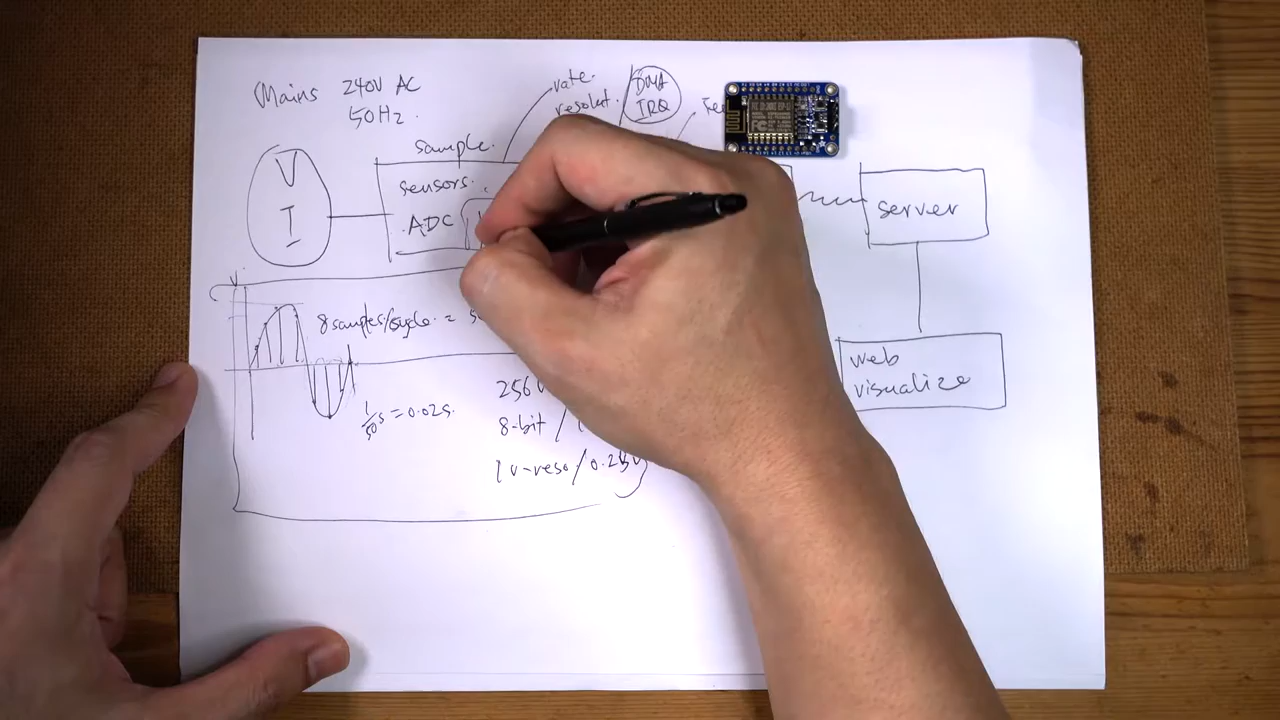 Mains 240V AC
50Hz.
rate.
resolut.
DMA
IRQ
sample.
V
I
sensors.
.ADC
server
V
8 samples/cycle. =
1/50 s = 0.02s.
256
8-bit /
1v-reso/0.25v
web
visualize